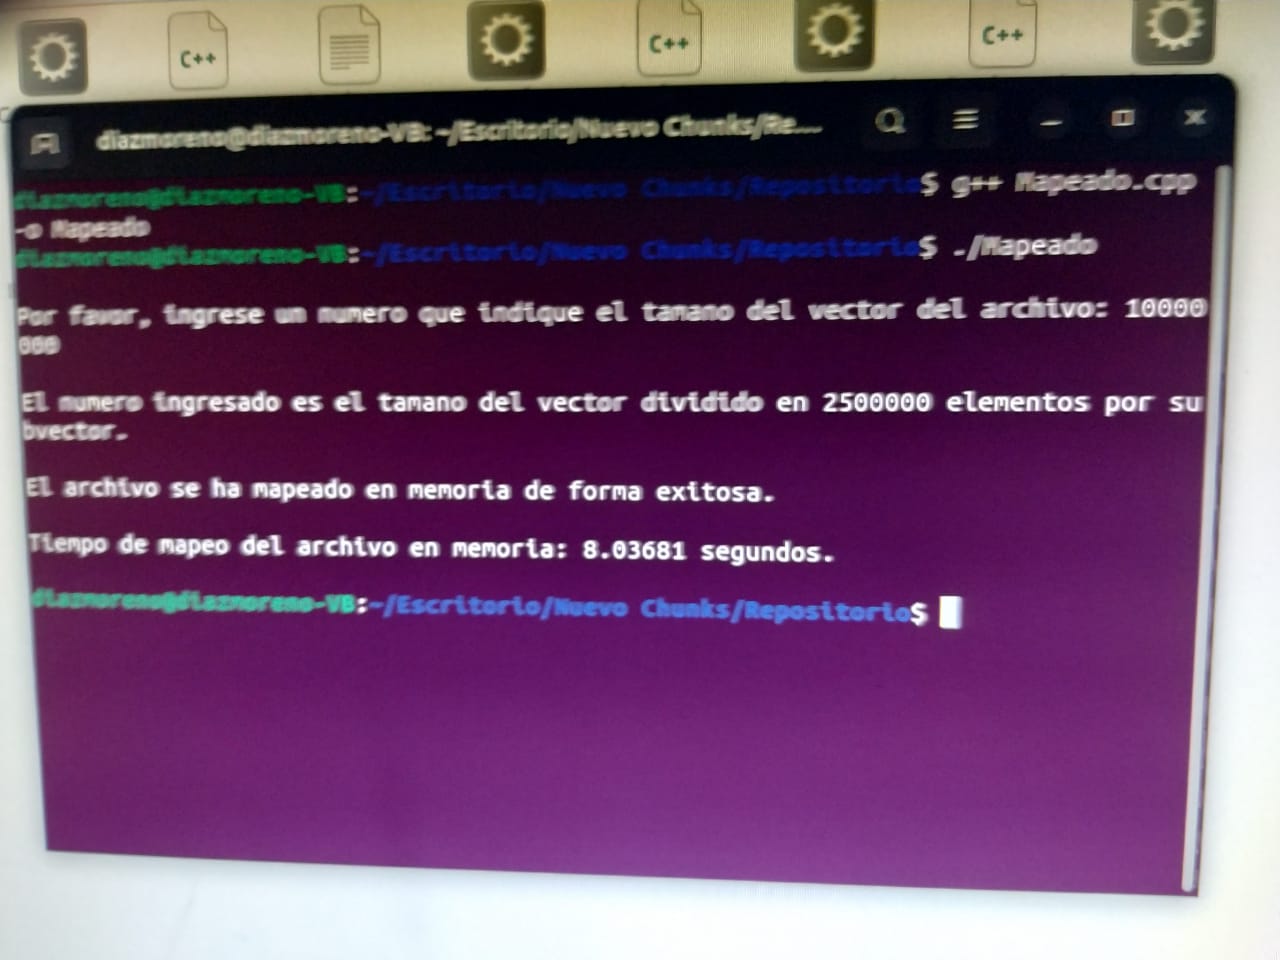 C++
C++
C++
diazmoreno@diazmoreno-VB: ~/Escritorio/Nuevo Chunks/Re...
diazmoreno@diazmoreno-VB:~/Escritorio/Nuevo Chunks/Repositorio$ g++ Mapeado.cpp
-o Mapeado
diazmoreno@diazmoreno-VB:~/Escritorio/Nuevo Chunks/Repositorio$ ./Mapeado
Por favor, ingrese un numero que indique el tamano del vector del archivo: 10000
000
El numero ingresado es el tamano del vector dividido en 2500000 elementos por su
bvector.
El archivo se ha mapeado en memoria de forma exitosa.
Tiempo de mapeo del archivo en memoria: 8.03681 segundos.
diazmoreno@diazmoreno-VB:~/Escritorio/Nuevo Chunks/Repositorio$